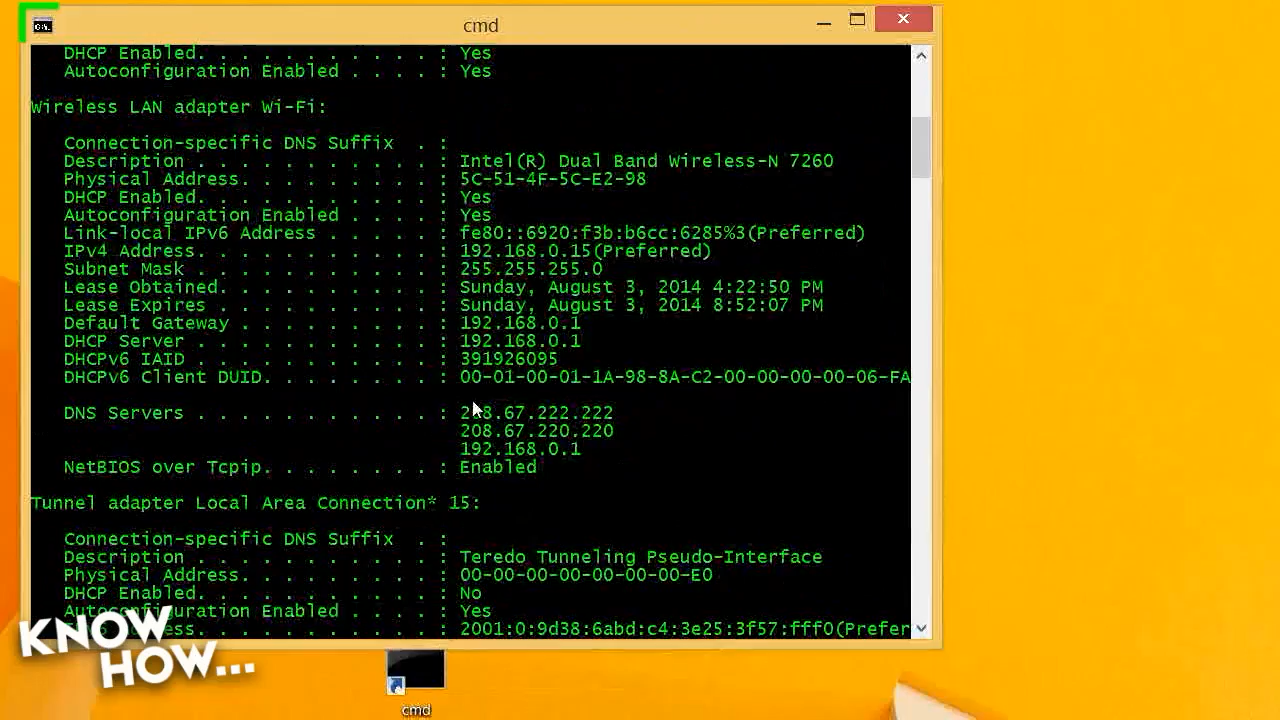 cmd
DHCP Enabled. . . . . . . . . . . : Yes
Autoconfiguration Enabled . . . . : Yes
Wireless LAN adapter Wi-Fi:
Connection-specific DNS Suffix  . :
Description . . . . . . . . . . . : Intel(R) Dual Band Wireless-N 7260
Physical Address. . . . . . . . . : 5C-51-4F-5C-E2-98
DHCP Enabled. . . . . . . . . . . : Yes
Autoconfiguration Enabled . . . . : Yes
Link-local IPv6 Address . . . . . : fe80::6920:f3b:b6cc:6285%3(Preferred)
IPv4 Address. . . . . . . . . . . : 192.168.0.15(Preferred)
Subnet Mask . . . . . . . . . . . : 255.255.255.0
Lease Obtained. . . . . . . . . . : Sunday, August 3, 2014 4:22:50 PM
Lease Expires . . . . . . . . . . : Sunday, August 3, 2014 8:52:07 PM
Default Gateway . . . . . . . . . : 192.168.0.1
DHCP Server . . . . . . . . . . . : 192.168.0.1
DHCPv6 IAID . . . . . . . . . . . : 391926095
DHCPv6 Client DUID. . . . . . . . : 00-01-00-01-1A-98-8A-C2-00-00-00-00-06-FA
DNS Servers . . . . . . . . . . . : 208.67.222.222
208.67.220.220
192.168.0.1
NetBIOS over Tcpip. . . . . . . . : Enabled
Tunnel adapter Local Area Connection* 15:
Connection-specific DNS Suffix  . :
Description . . . . . . . . . . . : Teredo Tunneling Pseudo-Interface
Physical Address. . . . . . . . . : 00-00-00-00-00-00-00-E0
DHCP Enabled. . . . . . . . . . . : No
Autoconfiguration Enabled . . . . : Yes
2001:0:9d38:6abd:c4:3e25:3f57:fff0(Prefer
KNOW
HOW...
cmd